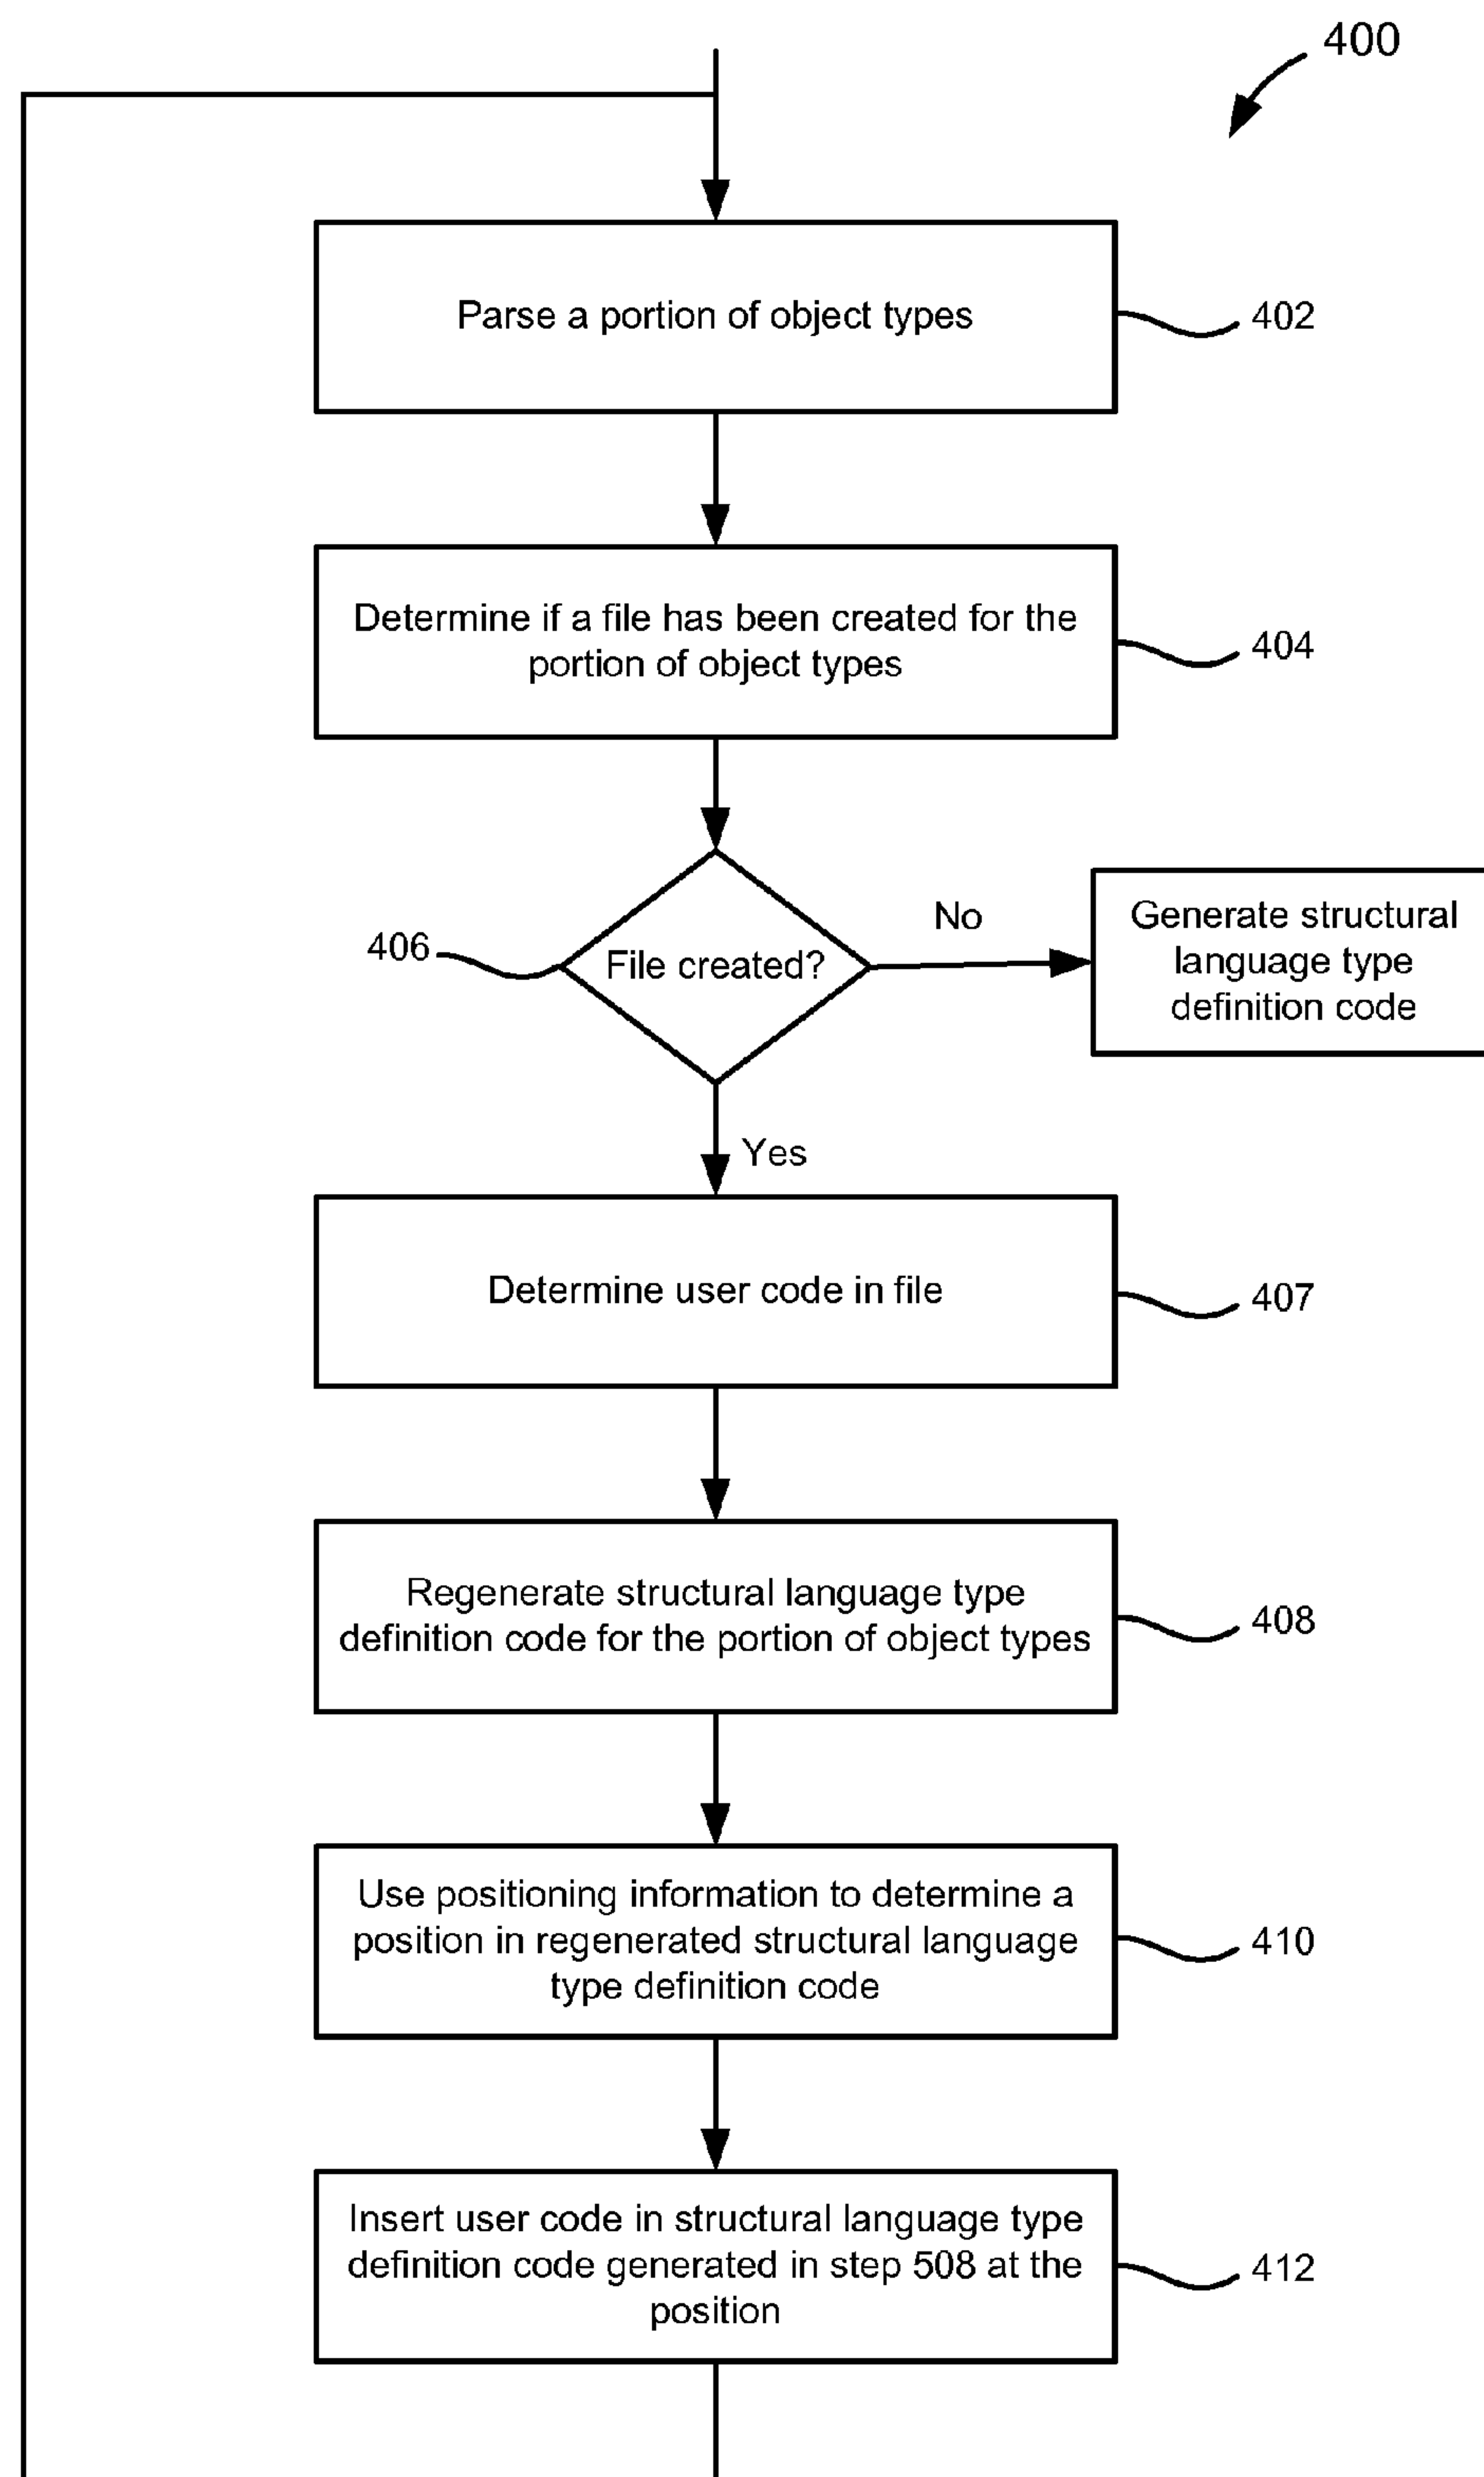 400
Parse a portion of object types
402
Determine if a file has been created for the
portion of object types
404
406
File created?
No
Generate structural
language type
definition code
Yes
Determine user code in file
407
Regenerate structural language type
definition code for the portion of object types
408
Use positioning information to determine a
position in regenerated structural language
type definition code
410
Insert user code in structural language type
definition code generated in step 508 at the
position
412